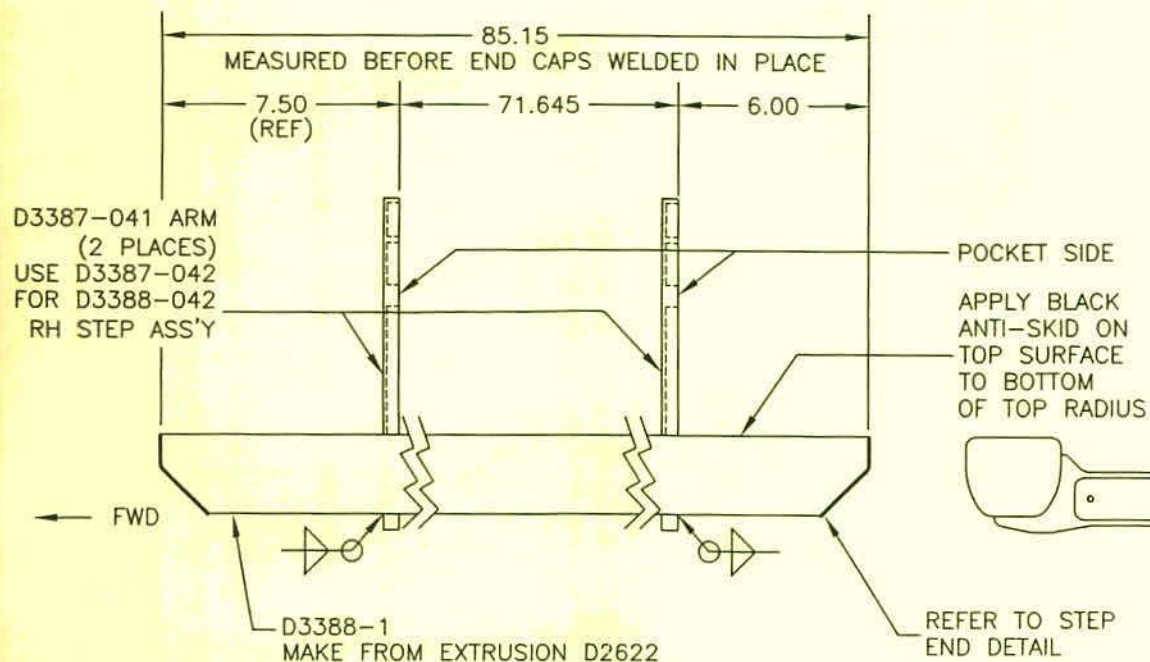 85.15
MEASURED BEFORE END CAPS WELDED IN PLACE
7.50
(REF)
71.645
6.00
D3387-041 ARM
(2 PLACES)
USE D3387-042
FOR D3388-042
RH STEP ASS'Y
POCKET SIDE
APPLY BLACK
ANTI-SKID ON
TOP SURFACE
TO BOTTOM
OF TOP RADIUS
FWD
D3388-1
MAKE FROM EXTRUSION D2622
REFER TO STEP
END DETAIL